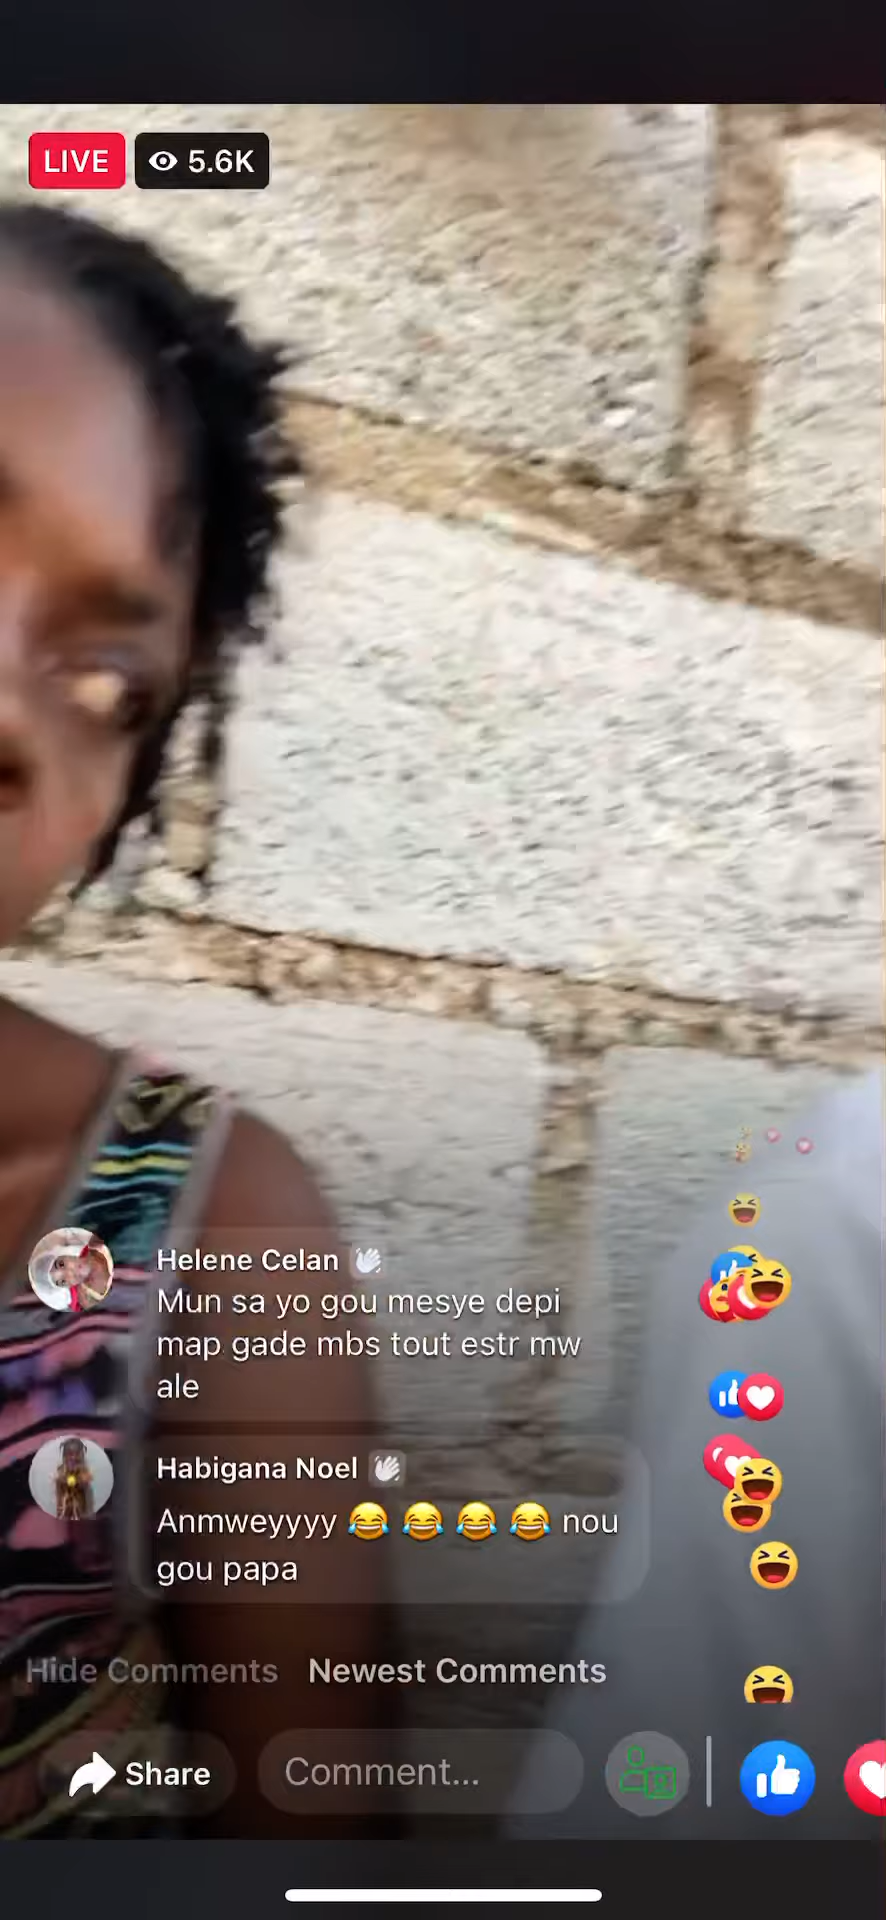 LIVE 5.6K
Helene Celan
Mun sa yo gou mesye depi
map gade mbs tout estr mw
ale
Habigana Noel
Anmweyyyy 😂 😂 😂 😂 nou
gou papa
Hide Comments Newest Comments
Share Comment...